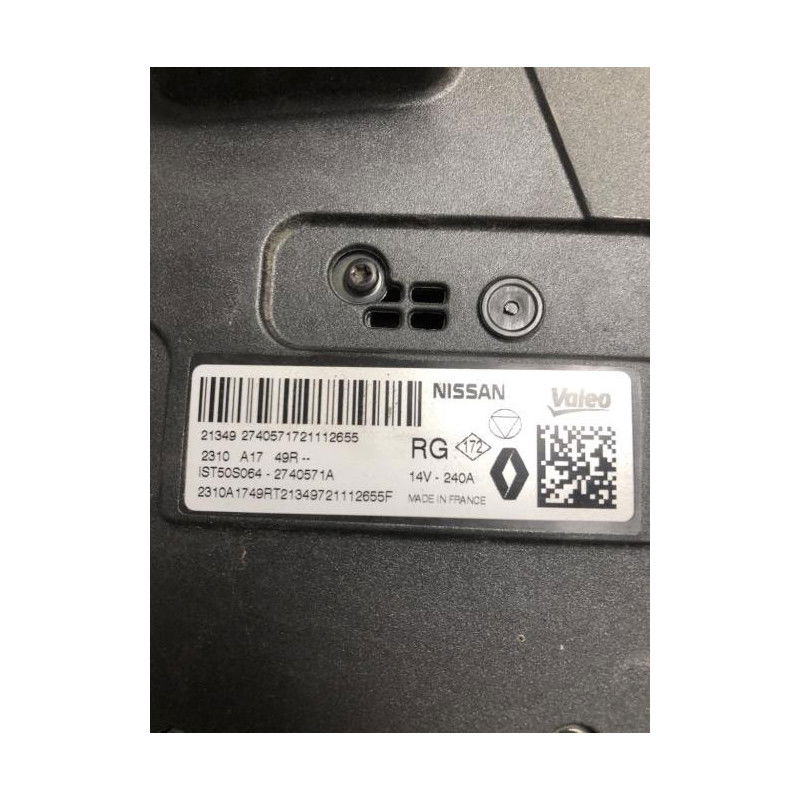 NISSAN
Valeo
21349 2740571721112655
2310 A17 49R --
RG 172
IST50S064 - 2740571A
14V - 240A
2310A1749RT21349721112655F
MADE IN FRANCE